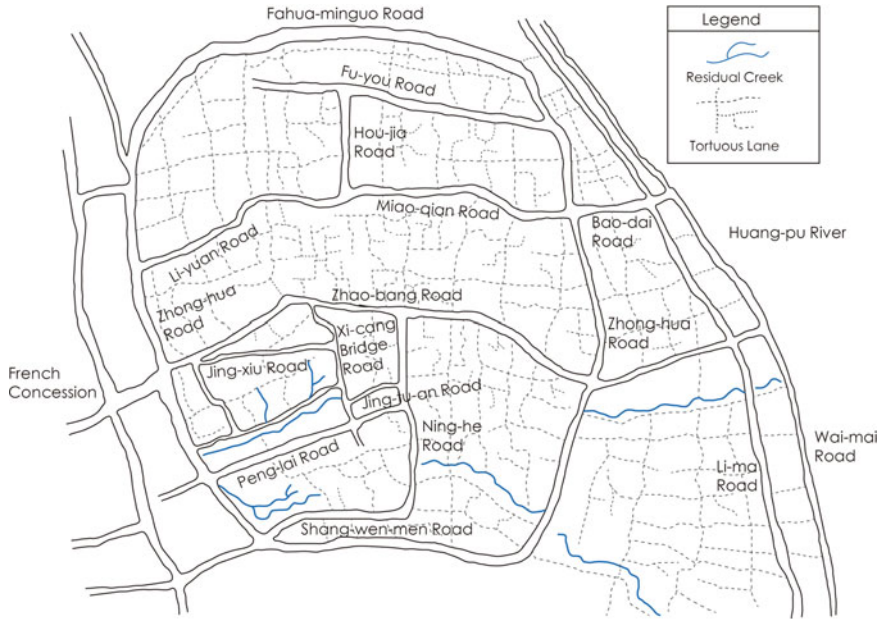 Fahua-minguo Road
Legend
Residual Creek
Tortuous Lane
Fu-you Road
Hou-jia
Road
Miao-qian Road
Bao-dai
Road
Huang-pu River
Li-yuan Road
Zhong-hua
Road
Zhao-bang Road
Xi-cang
Bridge
Road
Zhong-hua
Road
French
Concession
Jing-xiu Road
Jing-tu-an Road
Ning-he
Road
Wai-mai
Road
Li-ma
Road
Peng-lai Road
Shang-wen-men Road